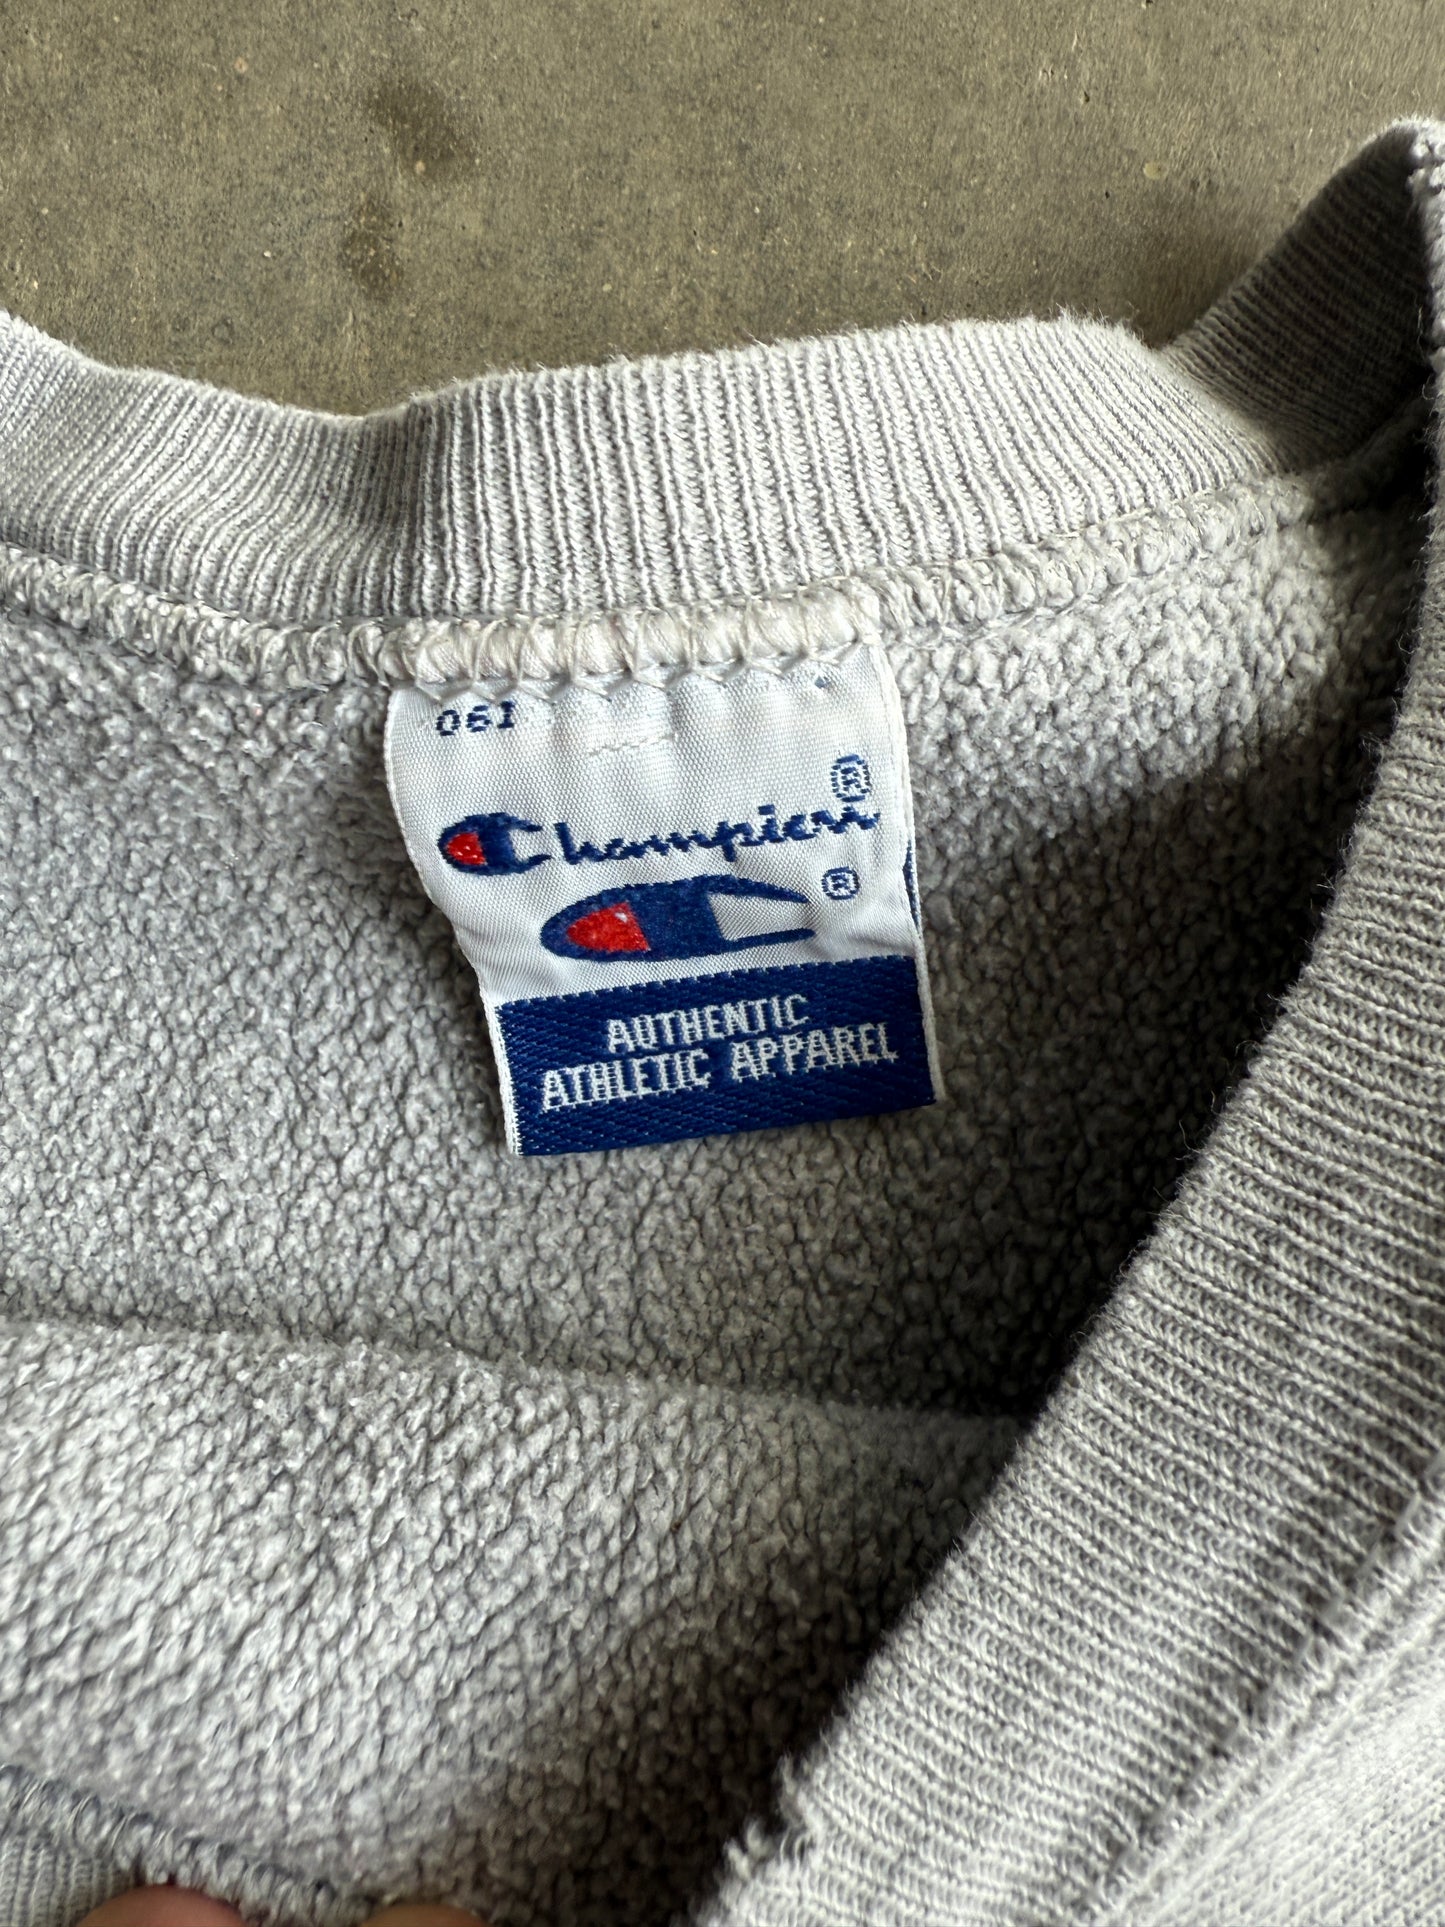 061
Champion®
®
AUTHENTIC
ATHLETIC APPAREL